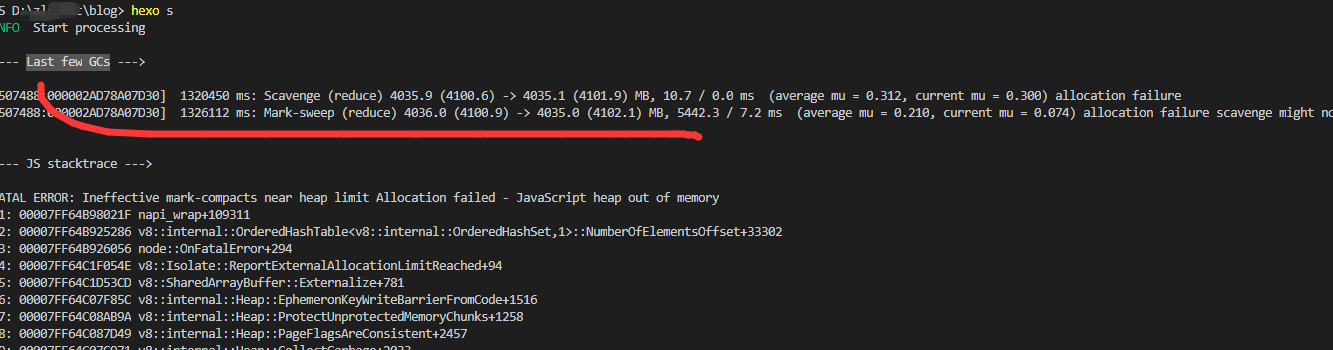 S D:\zl t\blog> hexo s
NFO  Start processing
--- Last few GCs --->
507488:000002AD78A07D30]  1320450 ms: Scavenge (reduce) 4035.9 (4100.6) -> 4035.1 (4101.9) MB, 10.7 / 0.0 ms  (average mu = 0.312, current mu = 0.300) allocation failure
507488:000002AD78A07D30]  1326112 ms: Mark-sweep (reduce) 4036.0 (4100.9) -> 4035.0 (4102.1) MB, 5442.3 / 7.2 ms  (average mu = 0.210, current mu = 0.074) allocation failure scavenge might no
--- JS stacktrace --->
ATAL ERROR: Ineffective mark-compacts near heap limit Allocation failed - JavaScript heap out of memory
1: 00007FF64B98021F napi_wrap+109311
2: 00007FF64B925286 v8::internal::OrderedHashTable<v8::internal::OrderedHashSet,1>::NumberOfElementsOffset+33302
3: 00007FF64B926056 node::OnFatalError+294
4: 00007FF64C1F054E v8::Isolate::ReportExternalAllocationLimitReached+94
5: 00007FF64C1D53CD v8::SharedArrayBuffer::Externalize+781
6: 00007FF64C07F85C v8::internal::Heap::EphemeronKeyWriteBarrierFromCode+1516
7: 00007FF64C08AB9A v8::internal::Heap::ProtectUnprotectedMemoryChunks+1258
8: 00007FF64C087D49 v8::internal::Heap::PageFlagsAreConsistent+2457
9: 00007FF64C07C971 v8::internal::Heap::CollectGarbage+2033